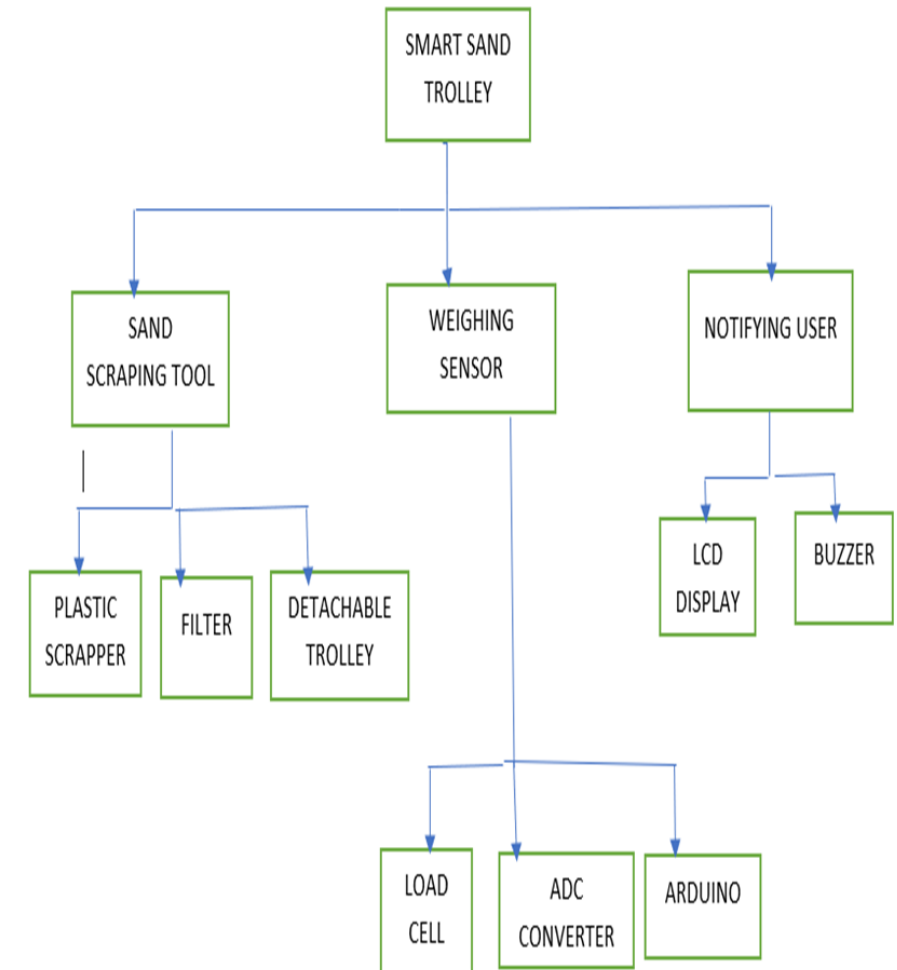 SMART SAND
TROLLEY
SAND
SCRAPING TOOL
WEIGHING
SENSOR
NOTIFYING USER
PLASTIC
SCRAPPER
FILTER
DETACHABLE
TROLLEY
LCD
DISPLAY
BUZZER
LOAD
CELL
ADC
CONVERTER
ARDUINO